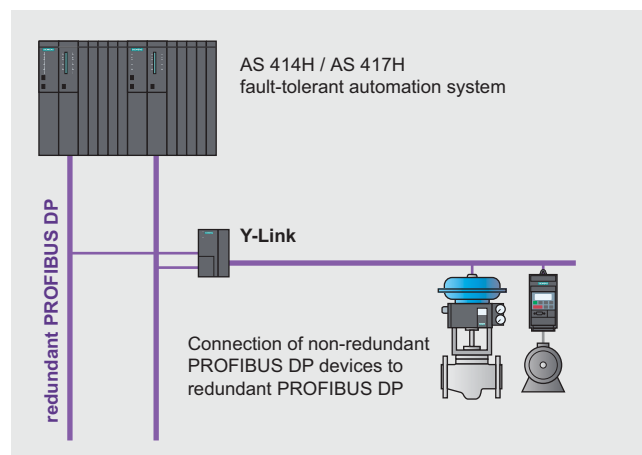 AS 414H / AS 417H
fault-tolerant automation system
redundant PROFIBUS DP
Y-Link
Connection of non-redundant
PROFIBUS DP devices to
redundant PROFIBUS DP